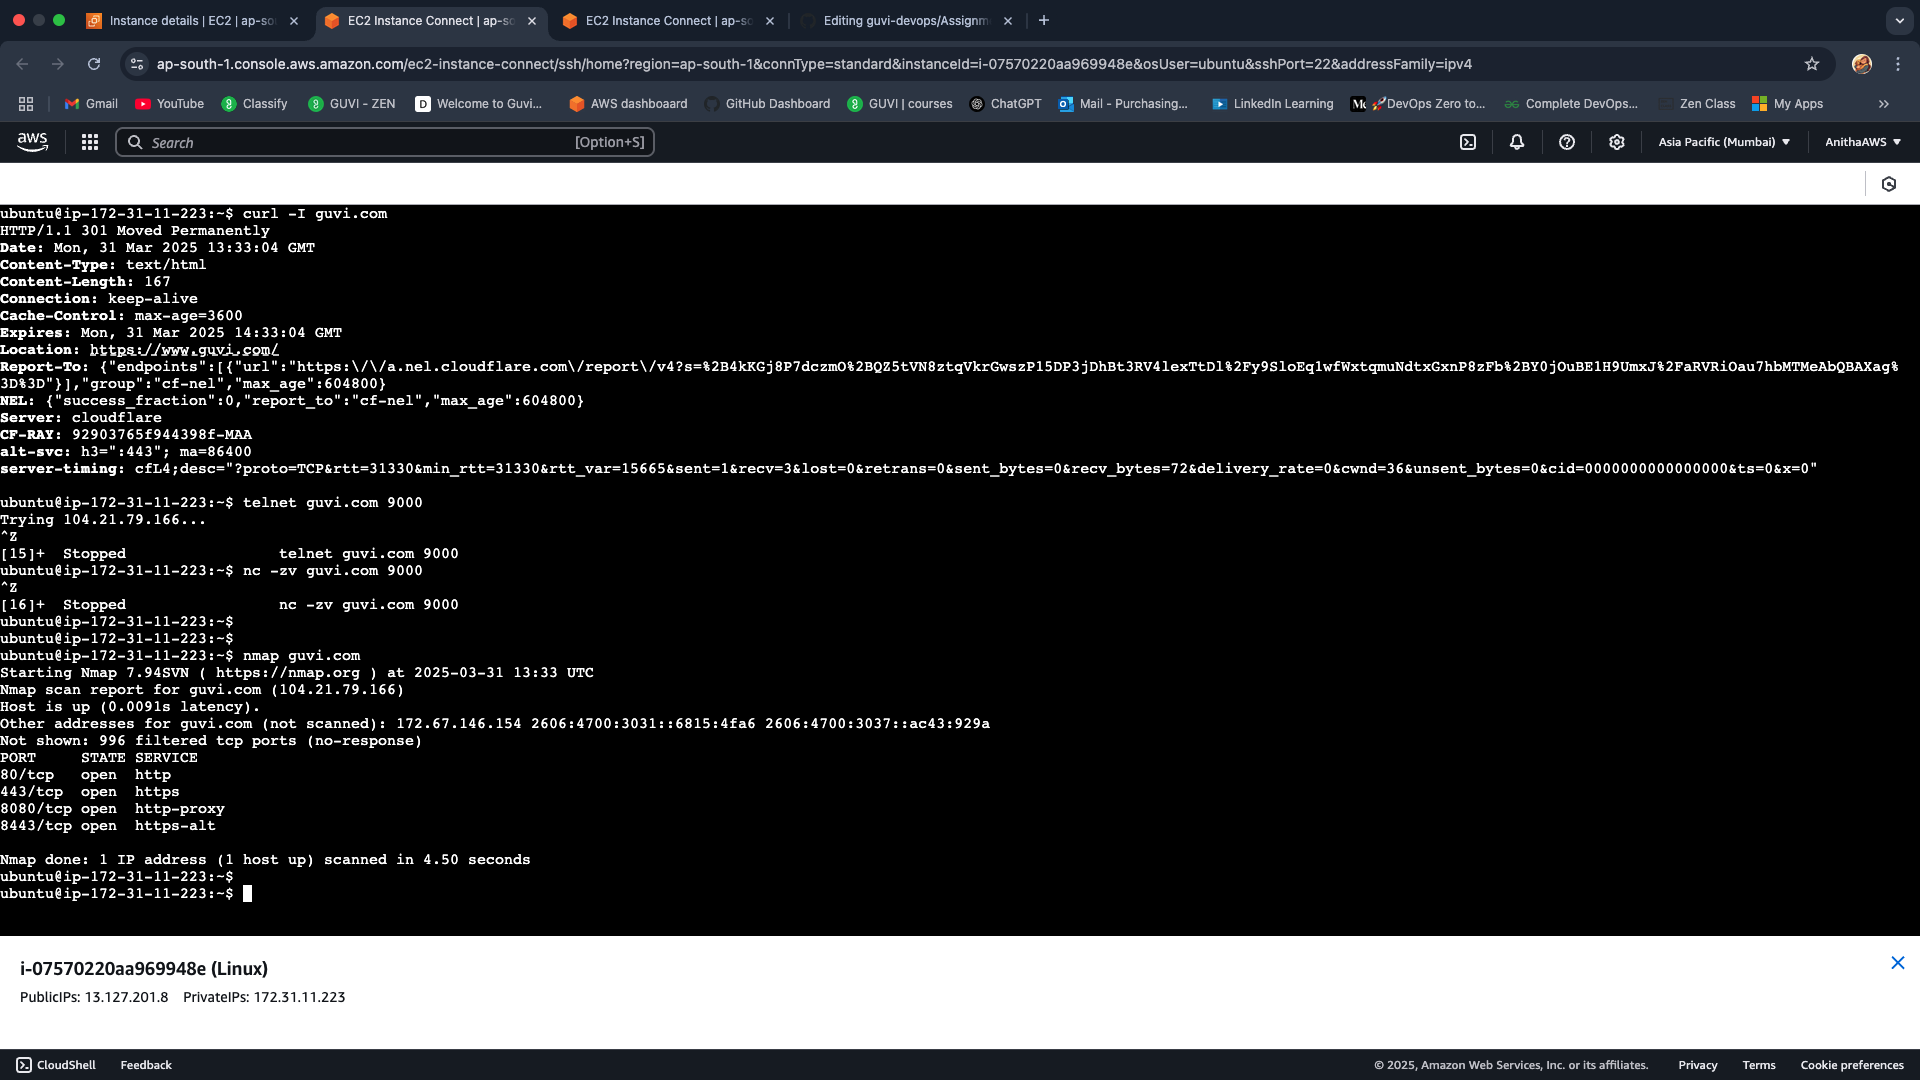 Instance details | EC2 | ap-sou
EC2 Instance Connect | ap-so
EC2 Instance Connect | ap-so
Editing guvi-devops/Assignme
ap-south-1.console.aws.amazon.com/ec2-instance-connect/ssh/home?region=ap-south-1&connType=standard&instanceId=i-07570220aa969948e&osUser=ubuntu&sshPort=22&addressFamily=ipv4
Gmail YouTube Classify GUVI - ZEN Welcome to Guvi... AWS dashboaard GitHub Dashboard GUVI | courses ChatGPT Mail - Purchasing... LinkedIn Learning DevOps Zero to... Complete DevOps... Zen Class My Apps
aws Search [Option+S] Asia Pacific (Mumbai) AnithaAWS
ubuntu@ip-172-31-11-223:~$ curl -I guvi.com
HTTP/1.1 301 Moved Permanently
Date: Mon, 31 Mar 2025 13:33:04 GMT
Content-Type: text/html
Content-Length: 167
Connection: keep-alive
Cache-Control: max-age=3600
Expires: Mon, 31 Mar 2025 14:33:04 GMT
Location: https://www.guvi.com/
Report-To: {"endpoints":[{"url":"https:\/\/a.nel.cloudflare.com\/report\/v4?s=%2B4kKGj8P7dczmO%2BQZ5tVN8ztqVkrGwszP15DP3jDhBt3RV4lexTtDl%2Fy9SloEq1wfWxtqmuNdtxGxnP8zFb%2BY0jOuBE1H9UmxJ%2FaRVRiOau7hbMTMeAbQBAXag%
3D%3D"}],"group":"cf-nel","max_age":604800}
NEL: {"success_fraction":0,"report_to":"cf-nel","max_age":604800}
Server: cloudflare
CF-RAY: 92903765f944398f-MAA
alt-svc: h3=":443"; ma=86400
server-timing: cfL4;desc="?proto=TCP&rtt=31330&min_rtt=31330&rtt_var=15665&sent=1&recv=3&lost=0&retrans=0&sent_bytes=0&recv_bytes=72&delivery_rate=0&cwnd=36&unsent_bytes=0&cid=0000000000000000&ts=0&x=0"
ubuntu@ip-172-31-11-223:~$ telnet guvi.com 9000
Trying 104.21.79.166...
^Z
[15]+  Stopped                 telnet guvi.com 9000
ubuntu@ip-172-31-11-223:~$ nc -zv guvi.com 9000
^Z
[16]+  Stopped                 nc -zv guvi.com 9000
ubuntu@ip-172-31-11-223:~$
ubuntu@ip-172-31-11-223:~$
ubuntu@ip-172-31-11-223:~$ nmap guvi.com
Starting Nmap 7.94SVN ( https://nmap.org ) at 2025-03-31 13:33 UTC
Nmap scan report for guvi.com (104.21.79.166)
Host is up (0.0091s latency).
Other addresses for guvi.com (not scanned): 172.67.146.154 2606:4700:3031::6815:4fa6 2606:4700:3037::ac43:929a
Not shown: 996 filtered tcp ports (no-response)
PORT     STATE SERVICE
80/tcp   open  http
443/tcp  open  https
8080/tcp open  http-proxy
8443/tcp open  https-alt
Nmap done: 1 IP address (1 host up) scanned in 4.50 seconds
ubuntu@ip-172-31-11-223:~$
ubuntu@ip-172-31-11-223:~$
i-07570220aa969948e (Linux)
PublicIPs: 13.127.201.8 PrivateIPs: 172.31.11.223
CloudShell Feedback © 2025, Amazon Web Services, Inc. or its affiliates. Privacy Terms Cookie preferences